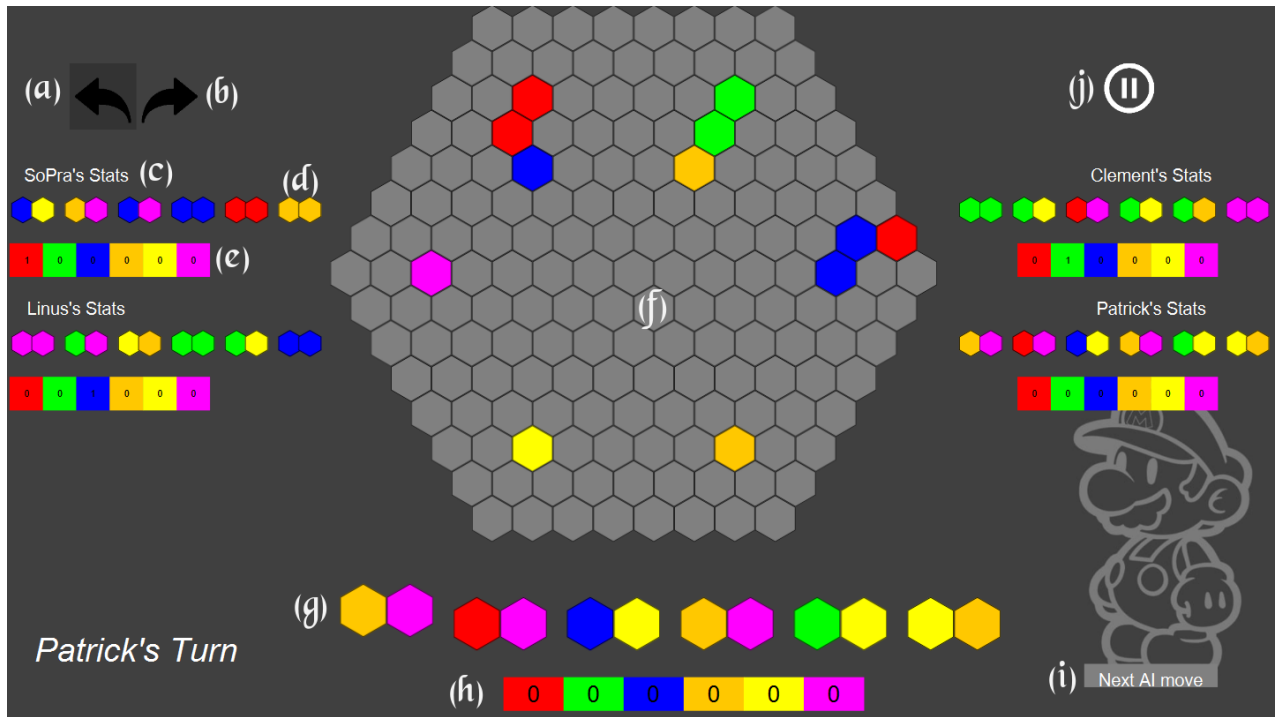 (a)
(b)
(j)
SoPra's Stats (c)
(d)
Clement's Stats
1 0 0 0 0 0 (e)
0 1 0 0 0 0
(f)
Linus's Stats
Patrick's Stats
0 0 1 0 0 0
0 0 0 0 0 0
M
(g)
Patrick's Turn
(h) 0 0 0 0 0 0
(i) Next AI move